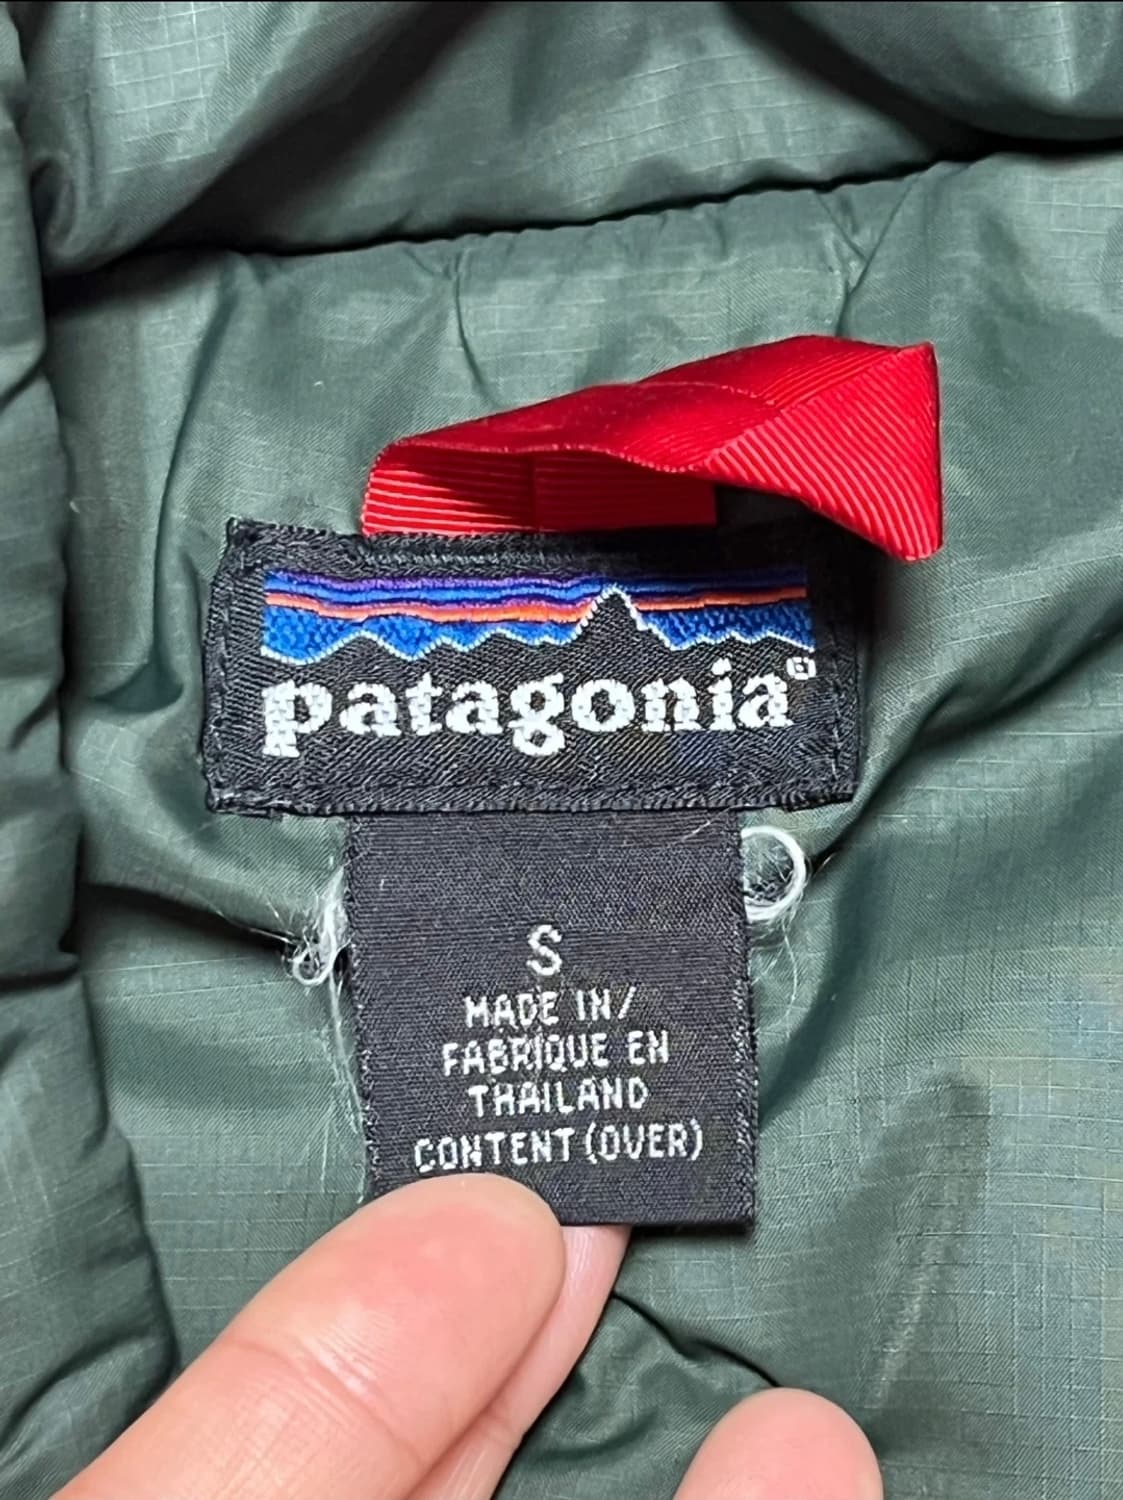 patagonia®
S
MADE IN/
FABRIQUE EN
THAILAND
CONTENT (OVER)